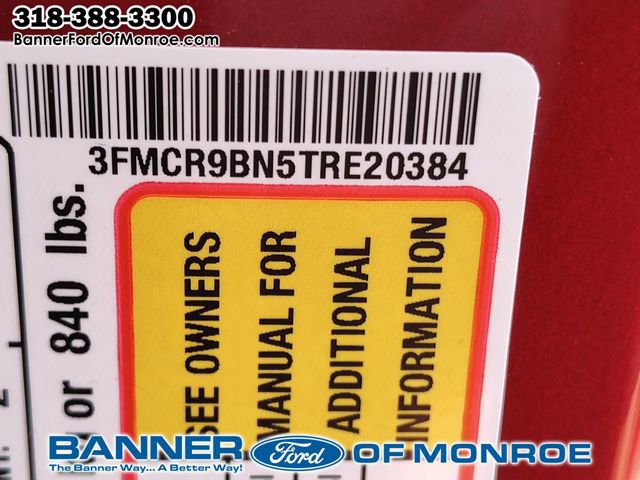 318-388-3300
BannerFordOfMonroe.com
3FMCR9BN5TRE20384
or 840 lbs.
SEE OWNERS
MANUAL FOR
ADDITIONAL
INFORMATION
BANNER Ford OF MONROE
The Banner Way... A Better Way!